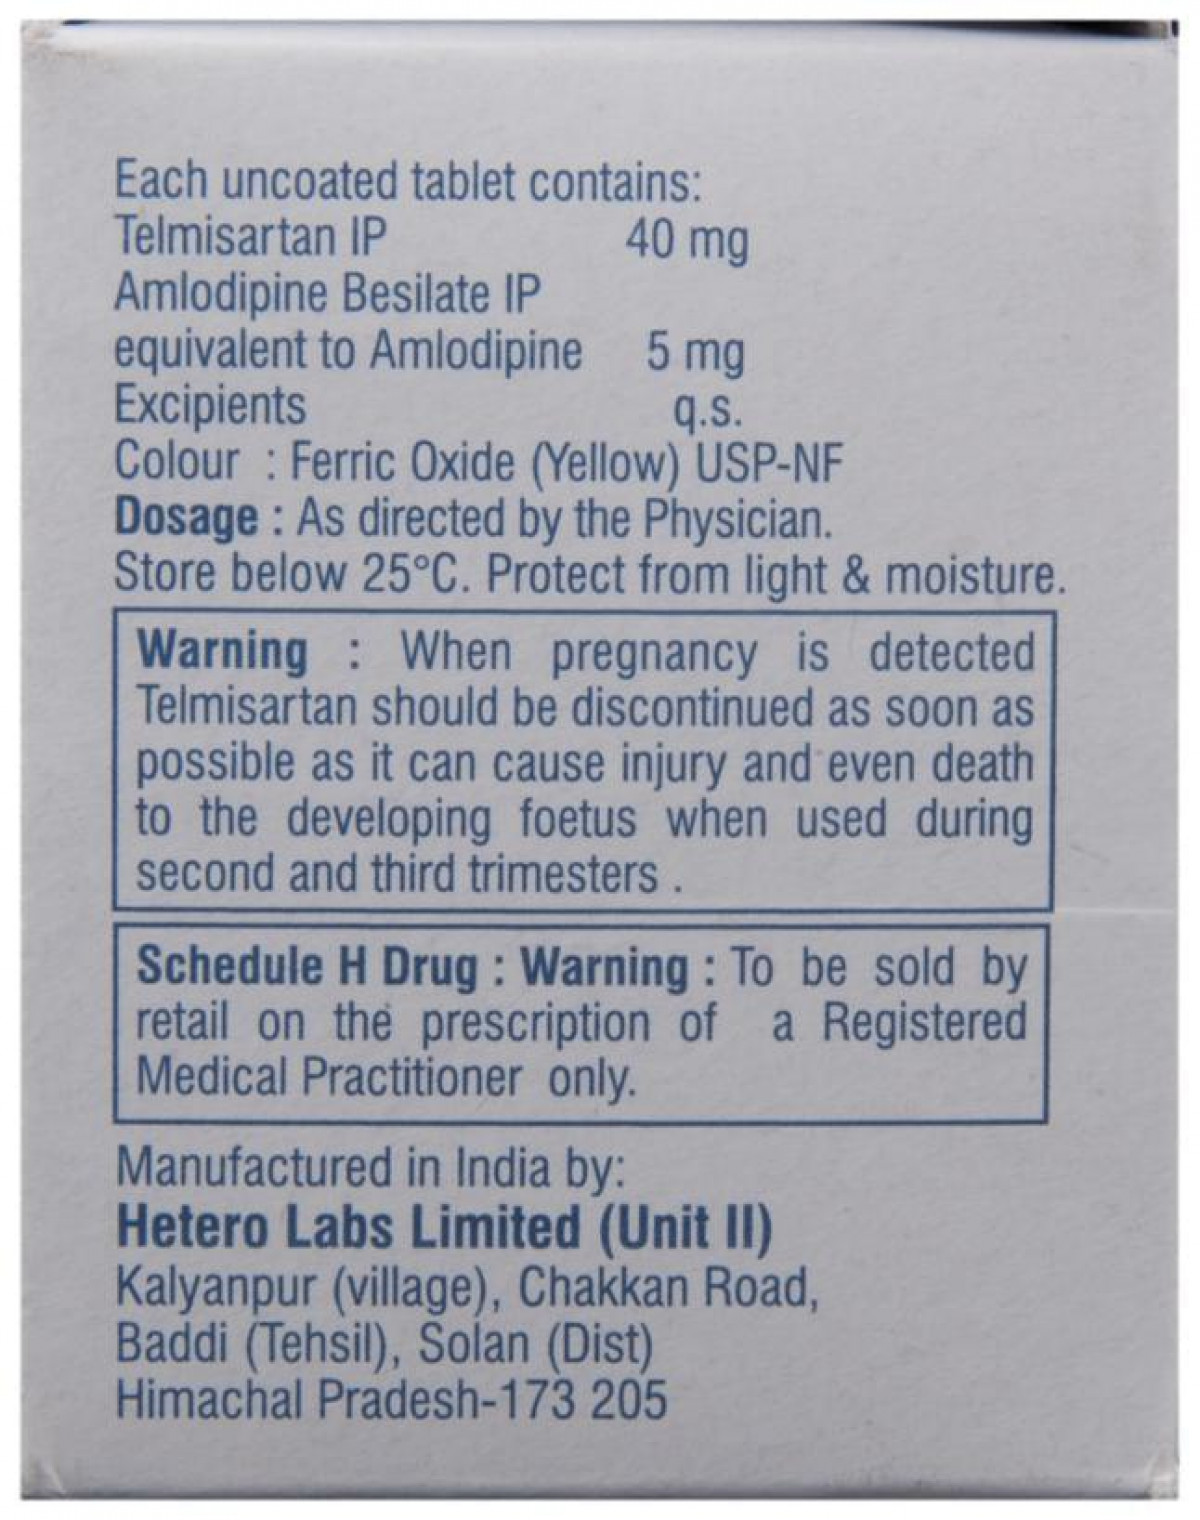 Each uncoated tablet contains:
Telmisartan IP 40 mg
Amlodipine Besilate IP
equivalent to Amlodipine 5 mg
Excipients q.s.
Colour : Ferric Oxide (Yellow) USP-NF
Dosage : As directed by the Physician.
Store below 25°C. Protect from light & moisture.
Warning : When pregnancy is detected
Telmisartan should be discontinued as soon as
possible as it can cause injury and even death
to the developing foetus when used during
second and third trimesters .
Schedule H Drug : Warning : To be sold by
retail on the prescription of a Registered
Medical Practitioner only.
Manufactured in India by:
Hetero Labs Limited (Unit II)
Kalyanpur (village), Chakkan Road,
Baddi (Tehsil), Solan (Dist)
Himachal Pradesh-173 205